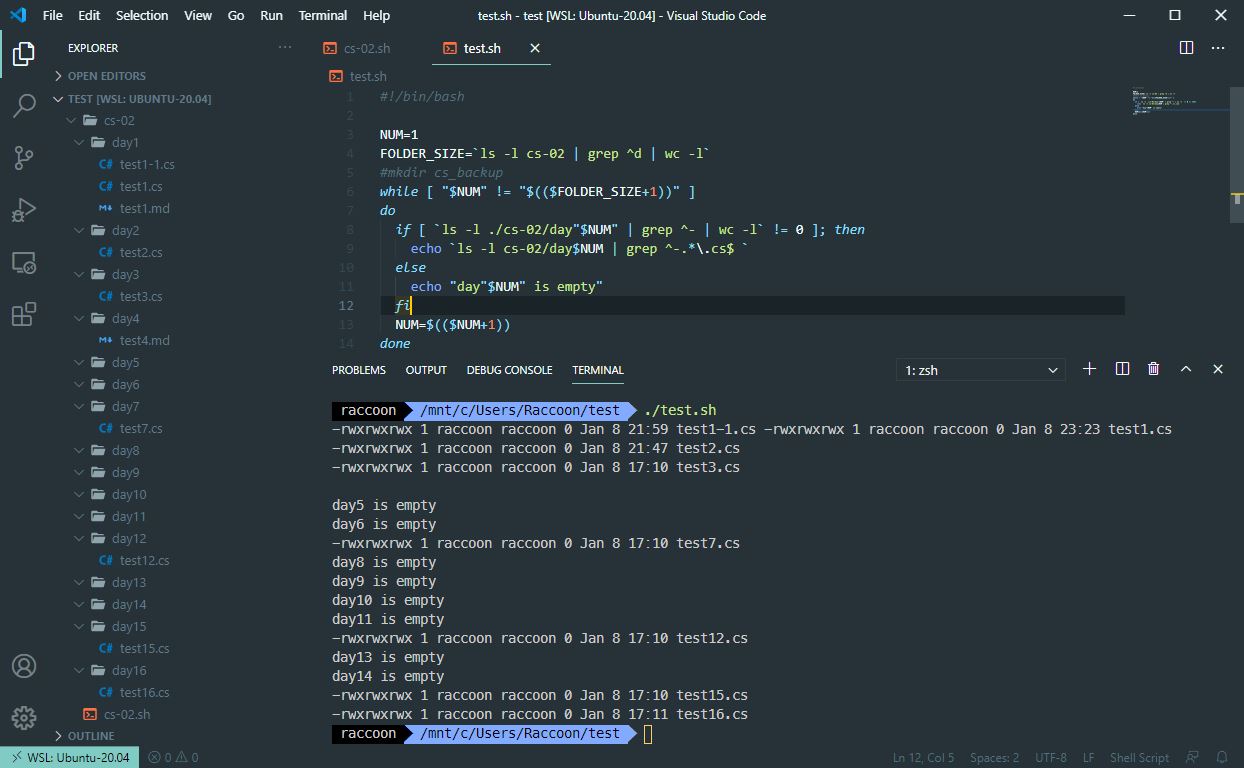 File Edit Selection View Go Run Terminal Help test.sh - test [WSL: Ubuntu-20.04] - Visual Studio Code
EXPLORER ···
OPEN EDITORS
TEST [WSL: UBUNTU-20.04]
cs-02
day1
C# test1-1.cs
C# test1.cs
M↓ test1.md
day2
C# test2.cs
day3
C# test3.cs
day4
M↓ test4.md
day5
day6
day7
C# test7.cs
day8
day9
day10
day11
day12
C# test12.cs
day13
day14
day15
C# test15.cs
day16
C# test16.cs
cs-02.sh
OUTLINE
cs-02.sh test.sh
test.sh
1 #!/bin/bash
2
3 NUM=1
4 FOLDER_SIZE=`ls -l cs-02 | grep ^d | wc -l`
5 #mkdir cs_backup
6 while [ "$NUM" != "$(($FOLDER_SIZE+1))" ]
7 do
8 if [ `ls -l ./cs-02/day"$NUM" | grep ^- | wc -l` != 0 ]; then
9 echo `ls -l cs-02/day$NUM | grep ^-.*\.cs$ `
10 else
11 echo "day"$NUM" is empty"
12 fi
13 NUM=$(($NUM+1))
14 done
PROBLEMS OUTPUT DEBUG CONSOLE TERMINAL 1: zsh
raccoon /mnt/c/Users/Raccoon/test ./test.sh
-rwxrwxrwx 1 raccoon raccoon 0 Jan 8 21:59 test1-1.cs -rwxrwxrwx 1 raccoon raccoon 0 Jan 8 23:23 test1.cs
-rwxrwxrwx 1 raccoon raccoon 0 Jan 8 21:47 test2.cs
-rwxrwxrwx 1 raccoon raccoon 0 Jan 8 17:10 test3.cs

day5 is empty
day6 is empty
-rwxrwxrwx 1 raccoon raccoon 0 Jan 8 17:10 test7.cs
day8 is empty
day9 is empty
day10 is empty
day11 is empty
-rwxrwxrwx 1 raccoon raccoon 0 Jan 8 17:10 test12.cs
day13 is empty
day14 is empty
-rwxrwxrwx 1 raccoon raccoon 0 Jan 8 17:10 test15.cs
-rwxrwxrwx 1 raccoon raccoon 0 Jan 8 17:11 test16.cs
raccoon /mnt/c/Users/Raccoon/test
WSL: Ubuntu-20.04 0 0 Ln 12, Col 5 Spaces: 2 UTF-8 LF Shell Script